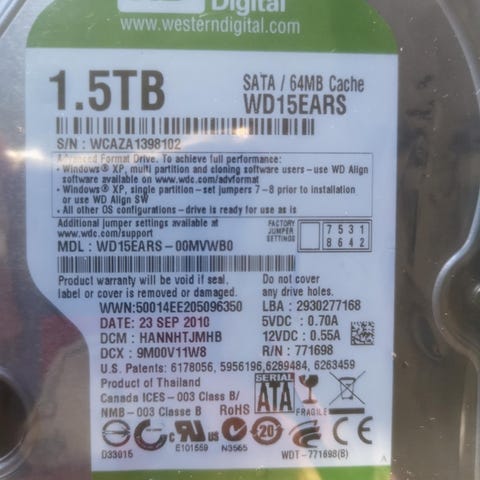 Digital
www.westerndigital.com
1.5TB
SATA / 64MB Cache
WD15EARS
S/N : WCAZA1398102
Advanced Format Drive. To achieve full performance:
• Windows® XP, multi partition and cloning software users - use WD Align
software available on www.wdc.com/advformat
• Windows® XP, single partition - set jumpers 7-8 prior to installation
or use WD Align SW
• All other OS configurations - drive is ready for use as is
Additional jumper settings available at
www.wdc.com/support
FACTORY
JUMPER
SETTINGS
7 5 3 1
8 6 4 2
MDL : WD15EARS-00MVWB0
Product warranty will be void if seal,
label or cover is removed or damaged.
Do not cover
any drive holes.
WWN:50014EE205096350
LBA : 2930277168
DATE: 23 SEP 2010
5VDC : 0.70A
DCM : HANNHTJMHB
12VDC : 0.55A
DCX : 9M00V11W8
R/N : 771698
U.S. Patents: 6178056, 5956196, 6289484, 6263459
Product of Thailand
Canada ICES - 003 Class B/
NMB - 003 Classe B
RoHS
SERIAL
ATA
FRAGILE
D33015
E101559
N3565
20
WDT-771698(B)
A